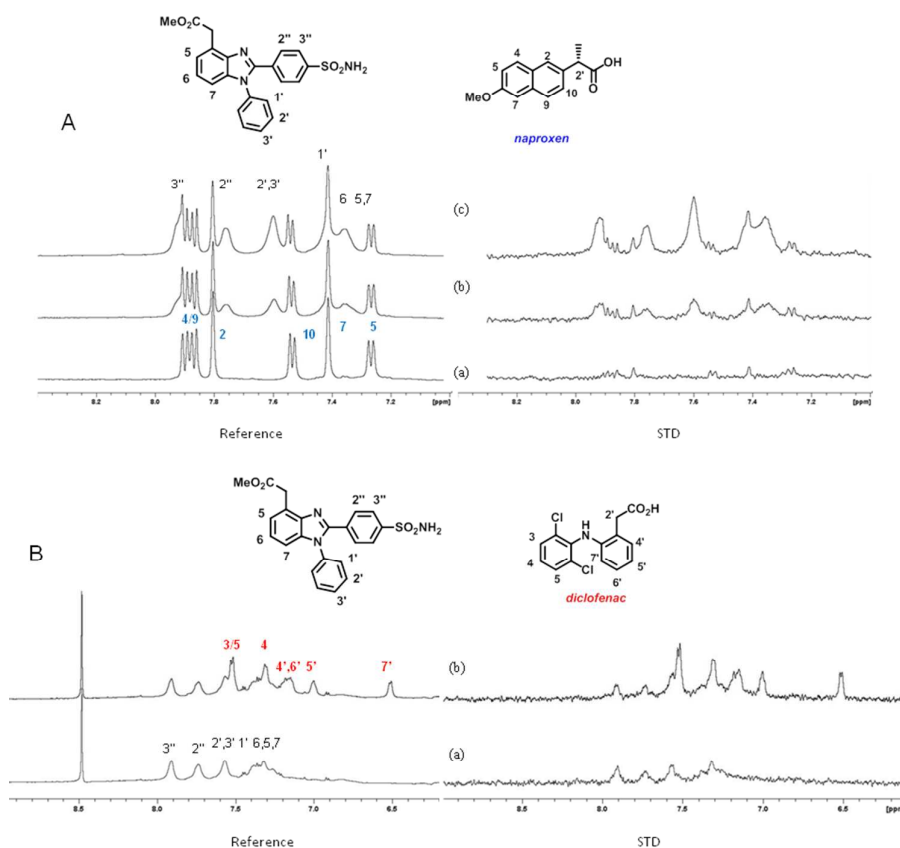 MeO₂C
2'' 3''
5 N SO₂NH₂
6 N
7 1'
2'
3'
4 2 2' OH
5 O
MeO 7 9 10
naproxen
A
1'
3'' 2'' 2',3' 6 5,7
(c)
(b)
4/9 2 10 7 5
(a)
8.2 8.0 7.8 7.6 7.4 7.2 [ppm]
8.2 8.0 7.8 7.6 7.4 7.2 [ppm]
Reference
STD
B
MeO₂C
2'' 3''
5 N SO₂NH₂
6 N
7 1'
2'
3'
2' CO₂H
Cl H
3 N 4'
4 7' 5'
5 Cl 6'
diclofenac
3/5 4 4',6' 5' 7'
(b)
3'' 2'' 2',3' 1' 6,5,7
(a)
8.5 8.0 7.5 7.0 6.5
8.0 7.5 7.0 6.5 [ppm
Reference
STD